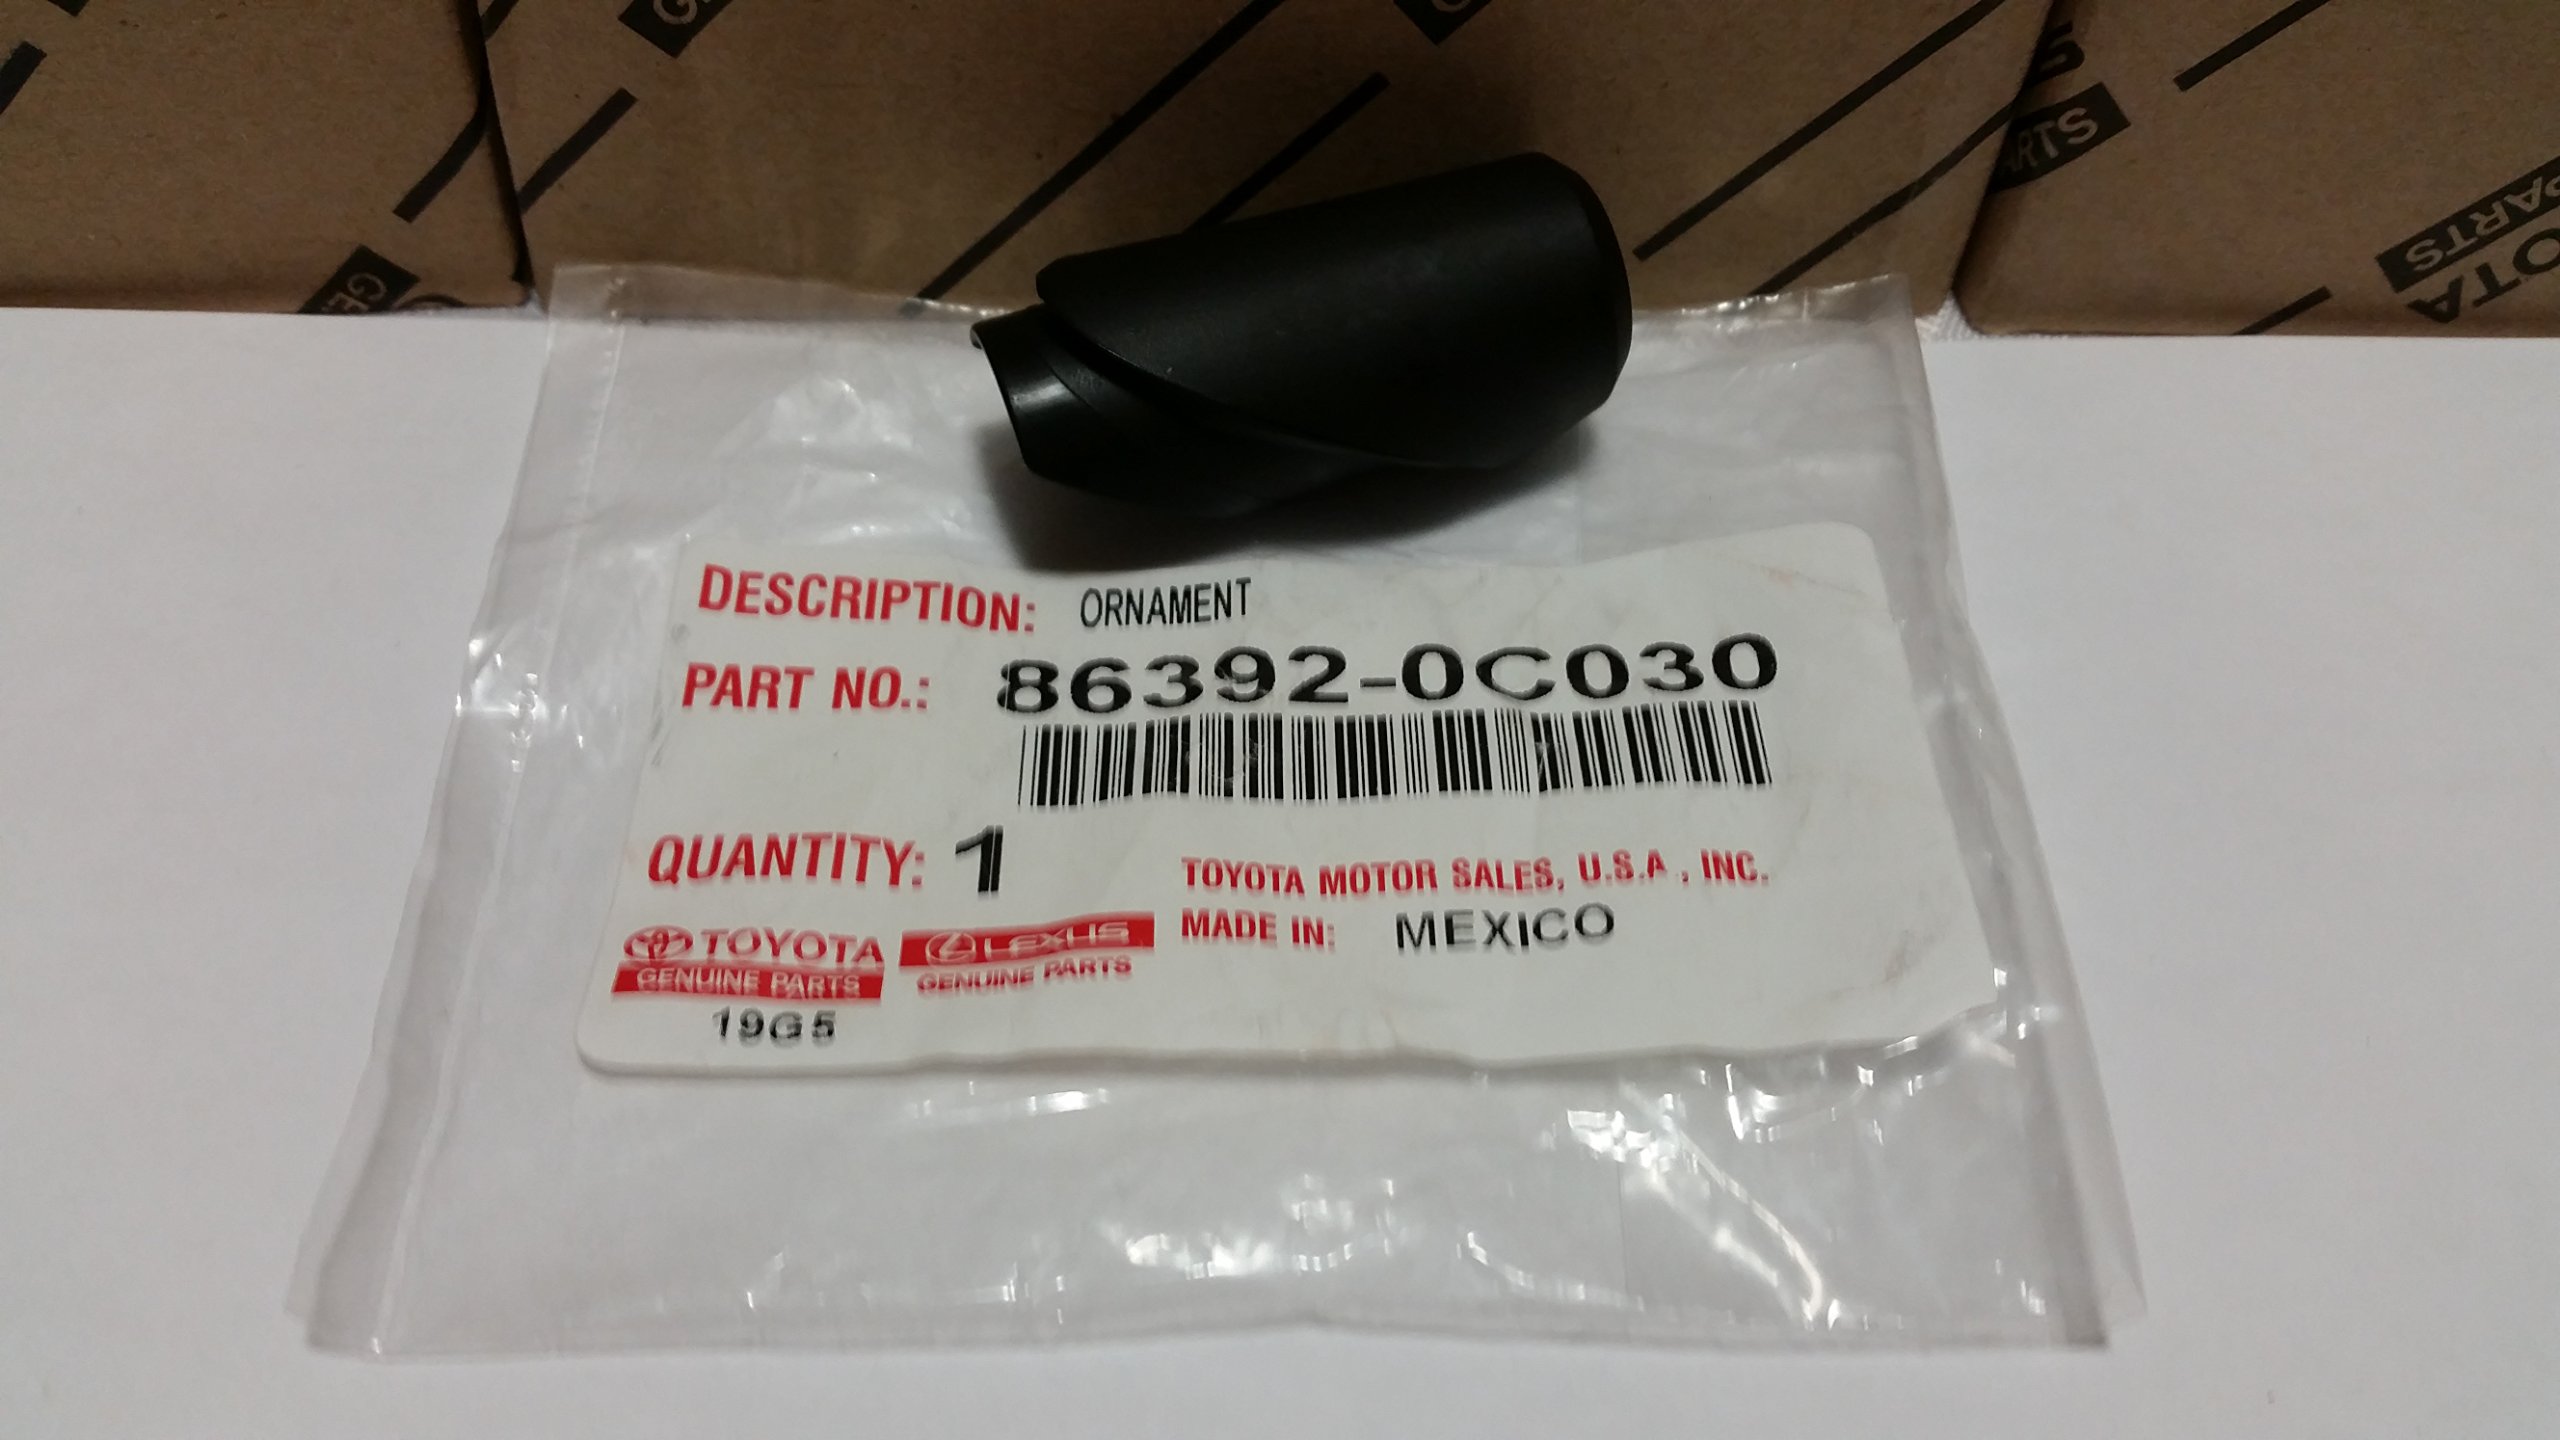 PARTS
PARTS
DESCRIPTION: ORNAMENT
PART NO.: 86392-0C030
QUANTITY: 1
TOYOTA MOTOR SALES, U.S.A., INC.
MADE IN: MEXICO
TOYOTA
GENUINE PARTS
LEXUS
GENUINE PARTS
19G5